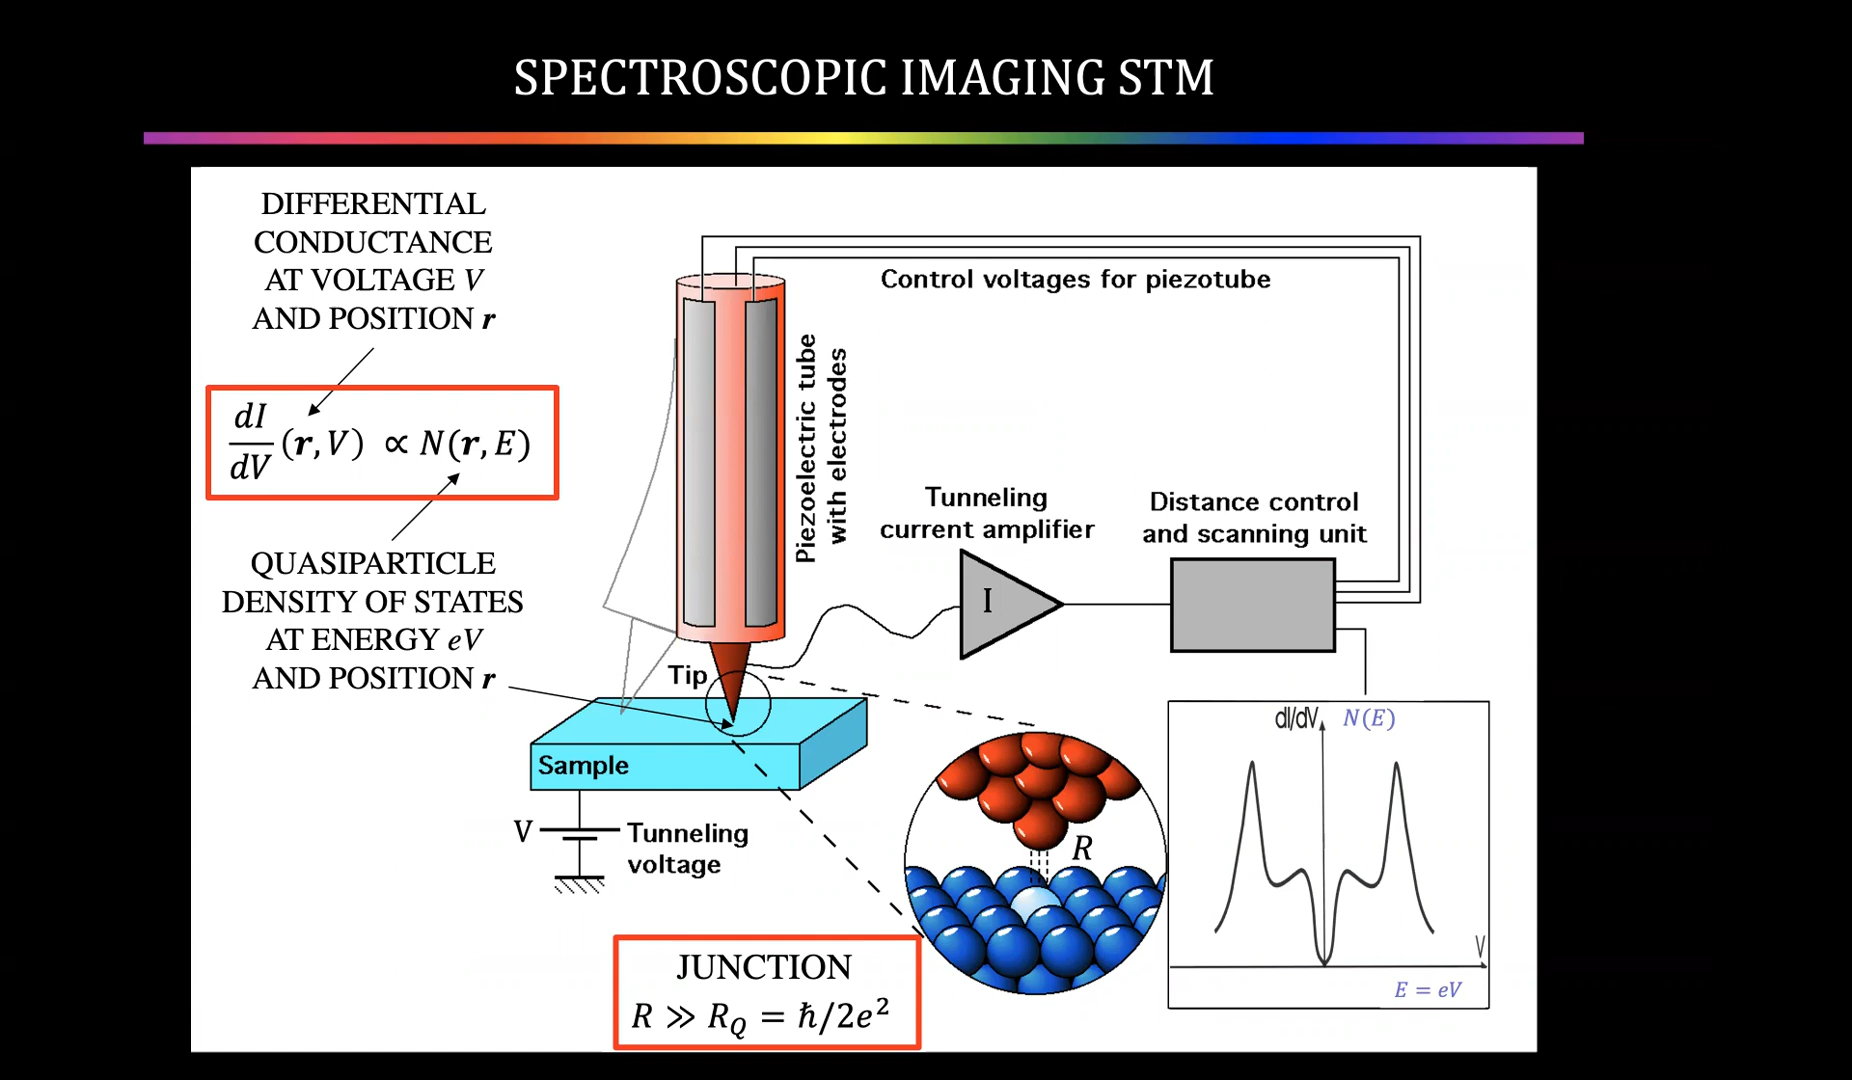 SPECTROSCOPIC IMAGING STM
DIFFERENTIAL
CONDUCTANCE
AT VOLTAGE V
AND POSITION r
dI/dV (r, V) ∝ N(r, E)
QUASIPARTICLE
DENSITY OF STATES
AT ENERGY eV
AND POSITION r
Control voltages for piezotube
Piezoelectric tube
with electrodes
Tunneling
current amplifier
I
Distance control
and scanning unit
Tip
Sample
V
Tunneling
voltage
R
JUNCTION
R ≫ R_Q = ħ/2e²
dI/dV N(E)
V
E = eV